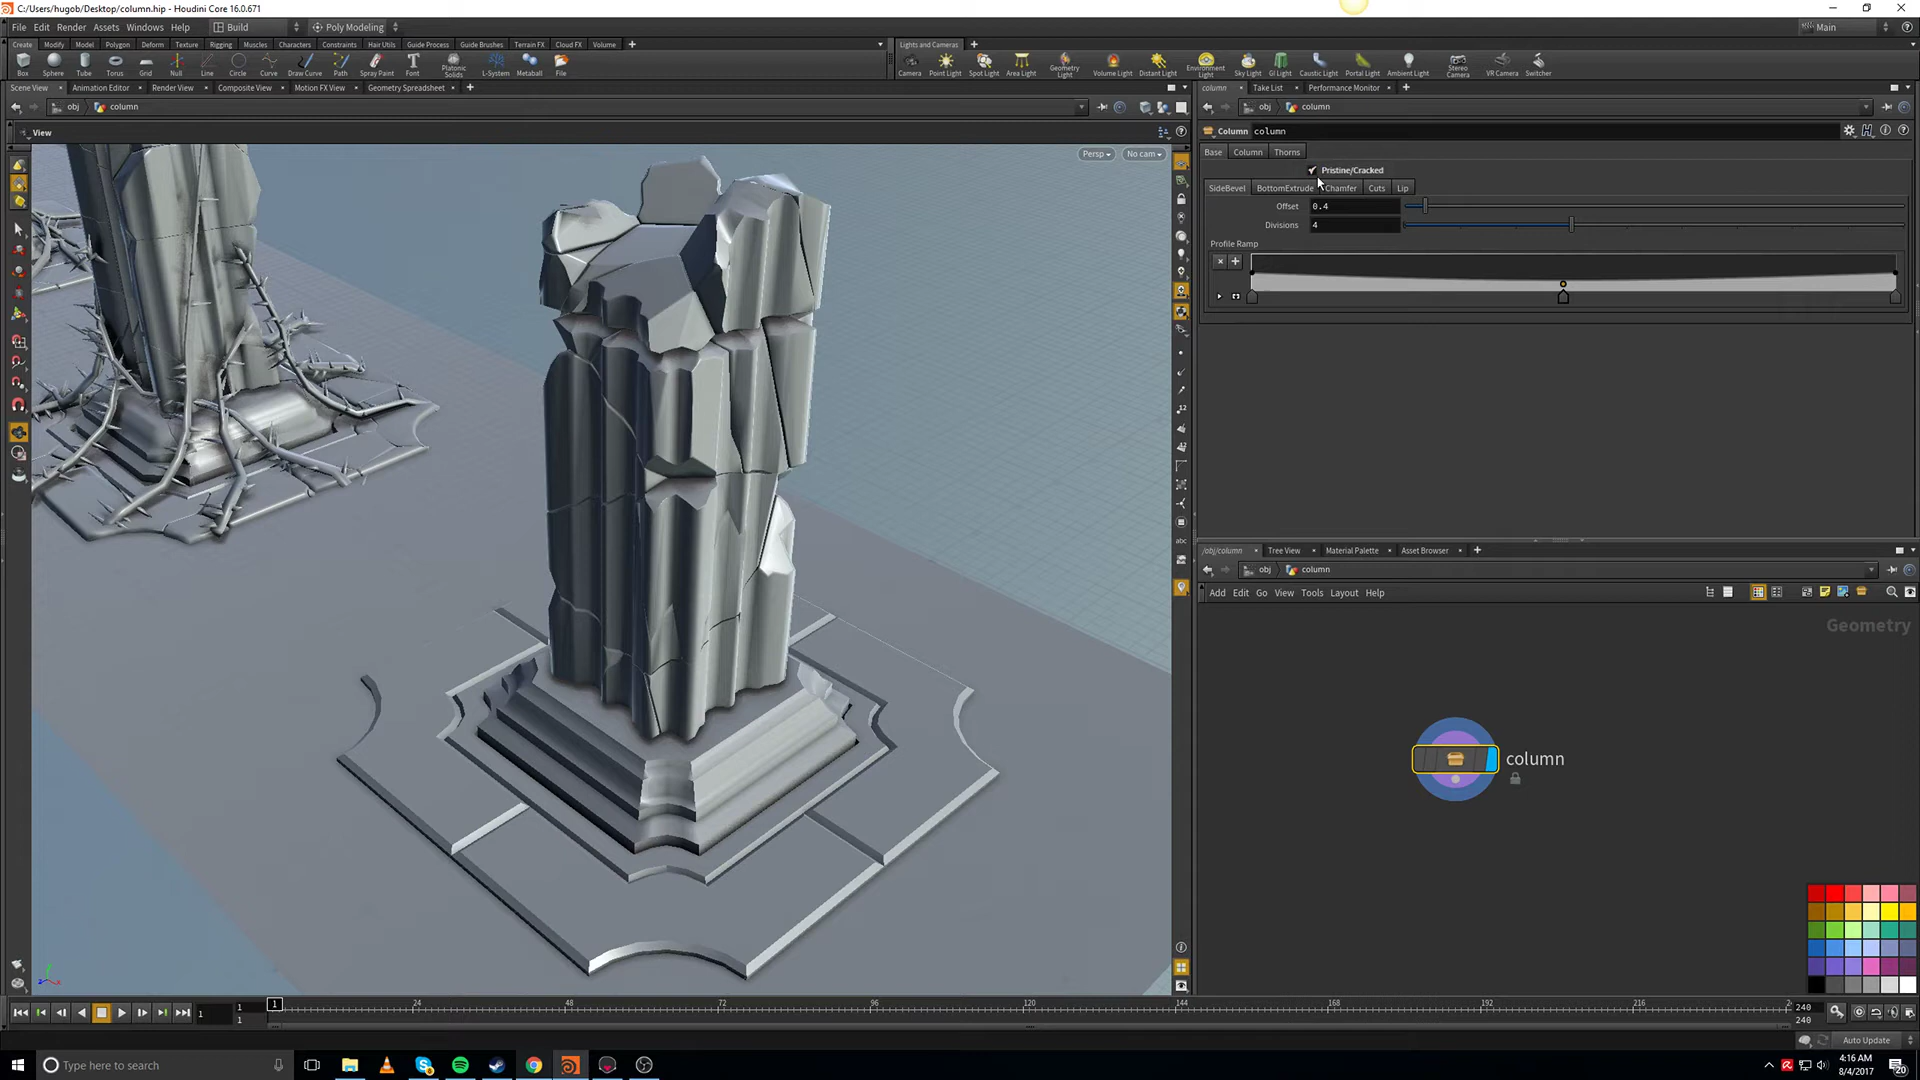 C:/Users/hugob/Desktop/column.hip - Houdini Core 16.0.671
File Edit Render Assets Windows Help Build Poly Modeling Main
Create Modify Model Polygon Deform Texture Rigging Muscles Characters Constraints Hair Utils Guide Process Guide Brushes Terrain FX Cloud FX Volume Lights and Cameras
Box Sphere Tube Torus Grid Null Line Circle Curve Draw Curve Path Spray Paint Font Platonic Solids L-System Metaball File Camera Point Light Spot Light Area Light Geometry Light Volume Light Distant Light Environment Light Sky Light GI Light Caustic Light Portal Light Ambient Light Stereo Camera VR Camera Switcher
Scene View Animation Editor Render View Composite View Motion FX View Geometry Spreadsheet column Take List Performance Monitor
obj column obj column
View Column column
Base Column Thorns
Persp No cam
Pristine/Cracked
SideBevel BottomExtrude Chamfer Cuts Lip
Offset 0.4
Divisions 4
Profile Ramp
/obj/column Tree View Material Palette Asset Browser
obj column
Add Edit Go View Tools Layout Help
Geometry
column
abc
12
1 1 1 1 24 48 72 96 120 144 168 192 216 2 240 240
Auto Update
Type here to search
4:16 AM
8/4/2017
20